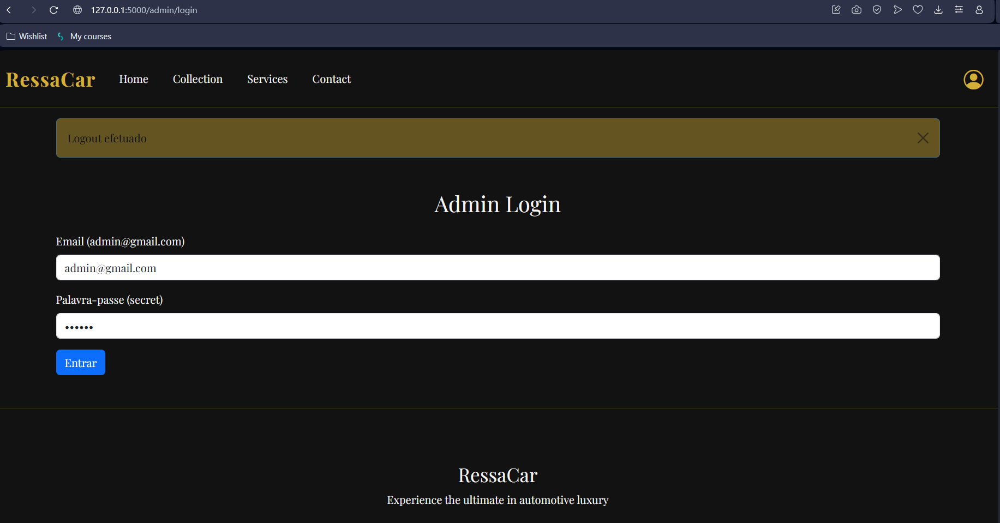 127.0.0.1:5000/admin/login
Wishlist My courses
RessaCar Home Collection Services Contact
Logout efetuado
Admin Login
Email (admin@gmail.com)
admin@gmail.com
Palavra-passe (secret)
••••••
Entrar
RessaCar
Experience the ultimate in automotive luxury